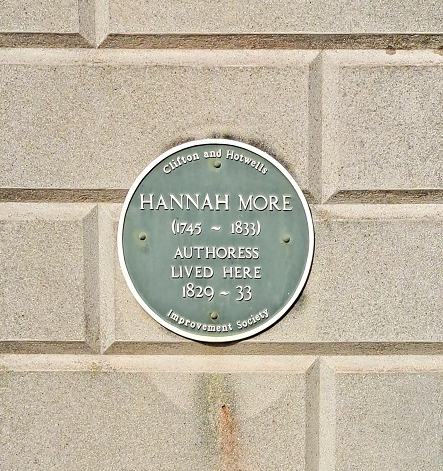 Clifton and Hotwells
HANNAH MORE
(1745 ~ 1833)
AUTHORESS
LIVED HERE
1829 ~ 33
Improvement Society